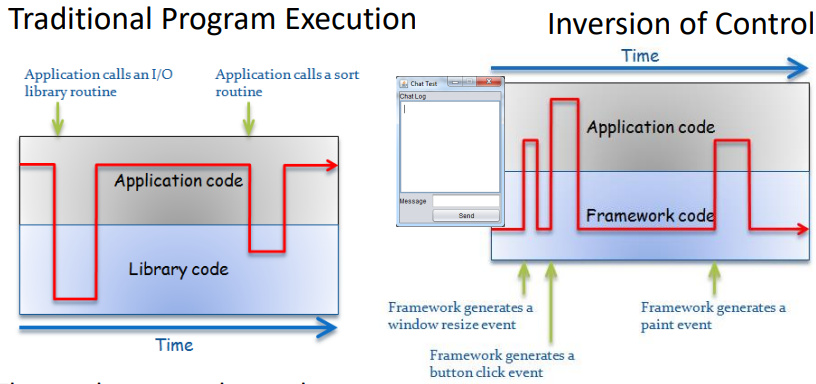 Traditional Program Execution
Application calls an I/O
library routine
Application calls a sort
routine
Application code
Library code
Time
Inversion of Control
Time
Chat Test
Chat Log
Message
Send
Application code
Framework code
Framework generates a
window resize event
Framework generates a
button click event
Framework generates a
paint event